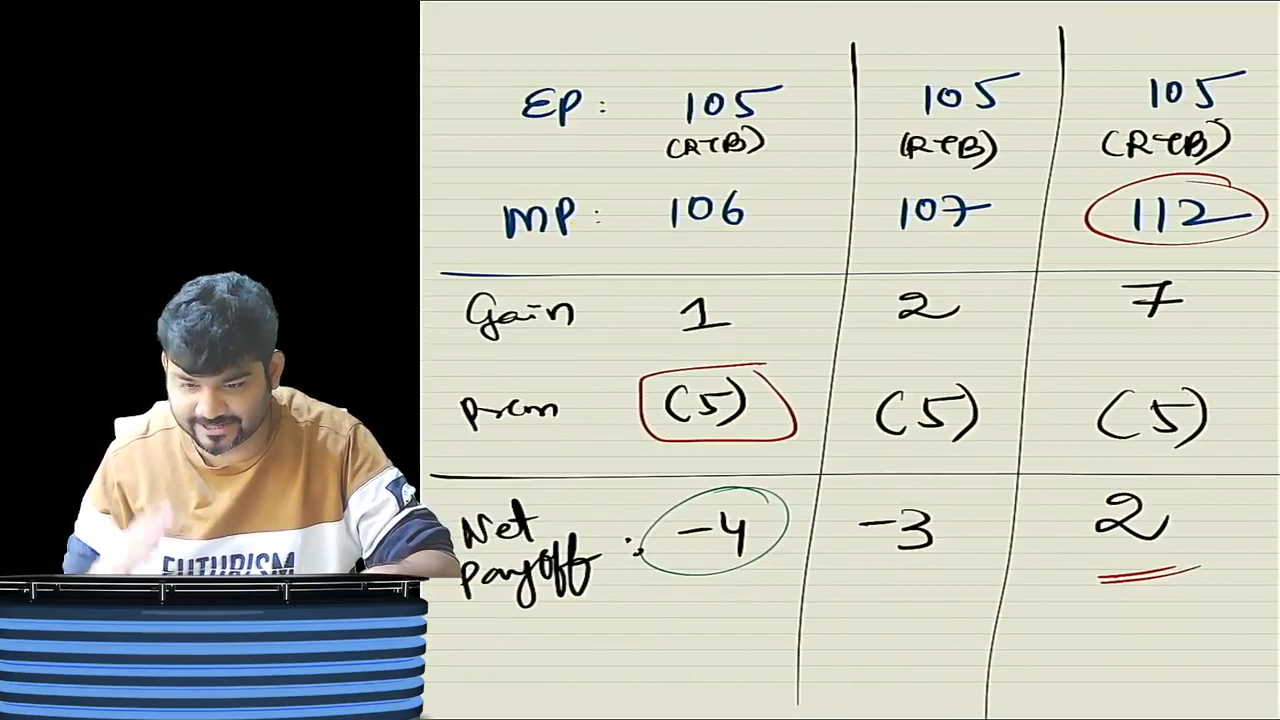 EP: 105 105 105
(RTB) (RTB) (RTB)
MP: 106 107 112
Gain 1 2 7
Prem (5) (5) (5)
Net Payoff: -4 -3 2
FUTURISM